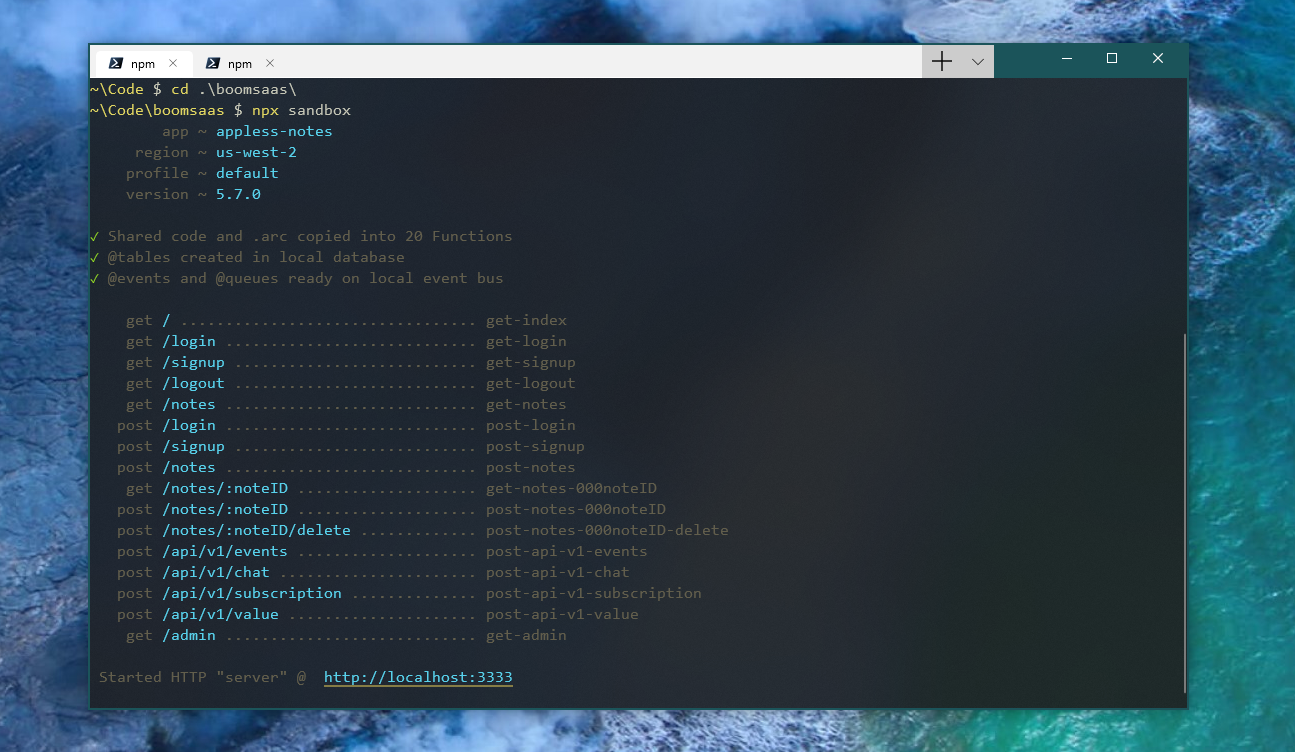 npm npm
~\Code $ cd .\boomsaas\
~\Code\boomsaas $ npx sandbox
app ~ appless-notes
region ~ us-west-2
profile ~ default
version ~ 5.7.0
✓ Shared code and .arc copied into 20 Functions
✓ @tables created in local database
✓ @events and @queues ready on local event bus
get / ................................. get-index
get /login ............................ get-login
get /signup ........................... get-signup
get /logout ........................... get-logout
get /notes ............................ get-notes
post /login ............................ post-login
post /signup ........................... post-signup
post /notes ............................ post-notes
get /notes/:noteID .................... get-notes-000noteID
post /notes/:noteID .................... post-notes-000noteID
post /notes/:noteID/delete ............. post-notes-000noteID-delete
post /api/v1/events .................... post-api-v1-events
post /api/v1/chat ...................... post-api-v1-chat
post /api/v1/subscription .............. post-api-v1-subscription
post /api/v1/value ..................... post-api-v1-value
get /admin ............................ get-admin
Started HTTP "server" @ http://localhost:3333